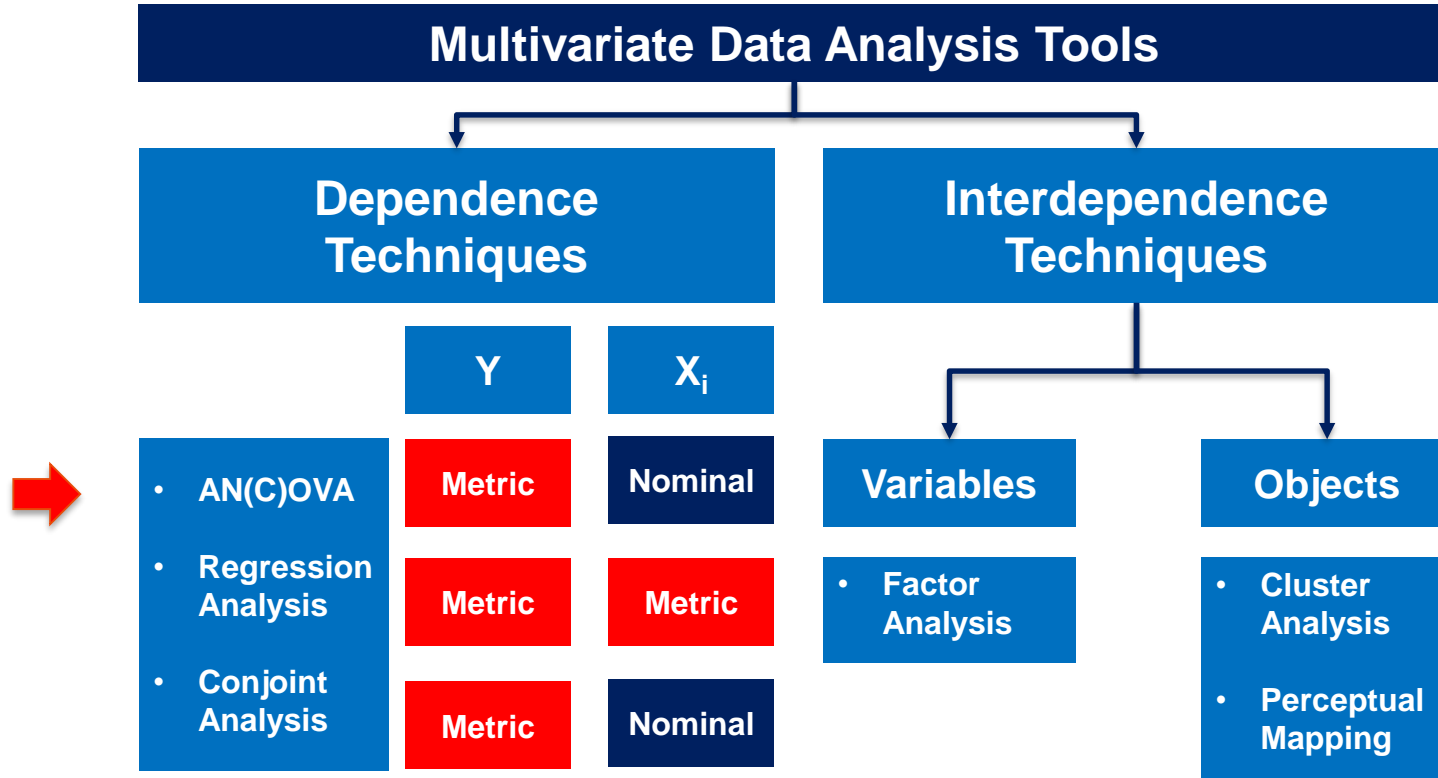 Multivariate Data Analysis Tools
Dependence
Techniques
Interdependence
Techniques
Y
Xi
• AN(C)OVA
Metric
Nominal
• Regression
Analysis
Metric
Metric
• Conjoint
Analysis
Metric
Nominal
Variables
Objects
• Factor
Analysis
• Cluster
Analysis
• Perceptual
Mapping